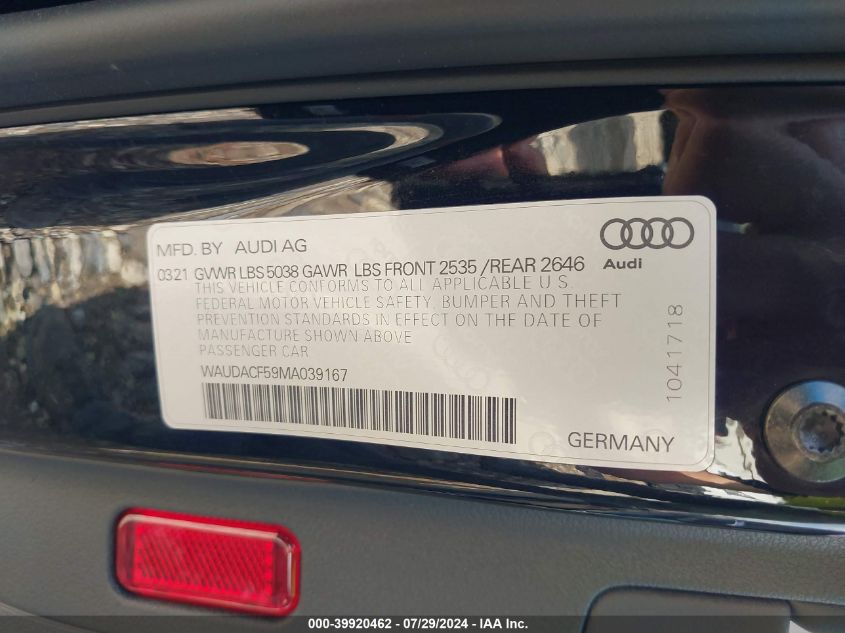 MFD. BY AUDI AG
Audi
0321 GVWR LBS 5038 GAWR LBS FRONT 2535 /REAR 2646
THIS VEHICLE CONFORMS TO ALL APPLICABLE U.S.
FEDERAL MOTOR VEHICLE SAFETY, BUMPER AND THEFT
PREVENTION STANDARDS IN EFFECT ON THE DATE OF
MANUFACTURE SHOWN ABOVE
PASSENGER CAR
WAUDACF59MA039167
1041718
GERMANY
000-39920462 - 07/29/2024 - IAA Inc.